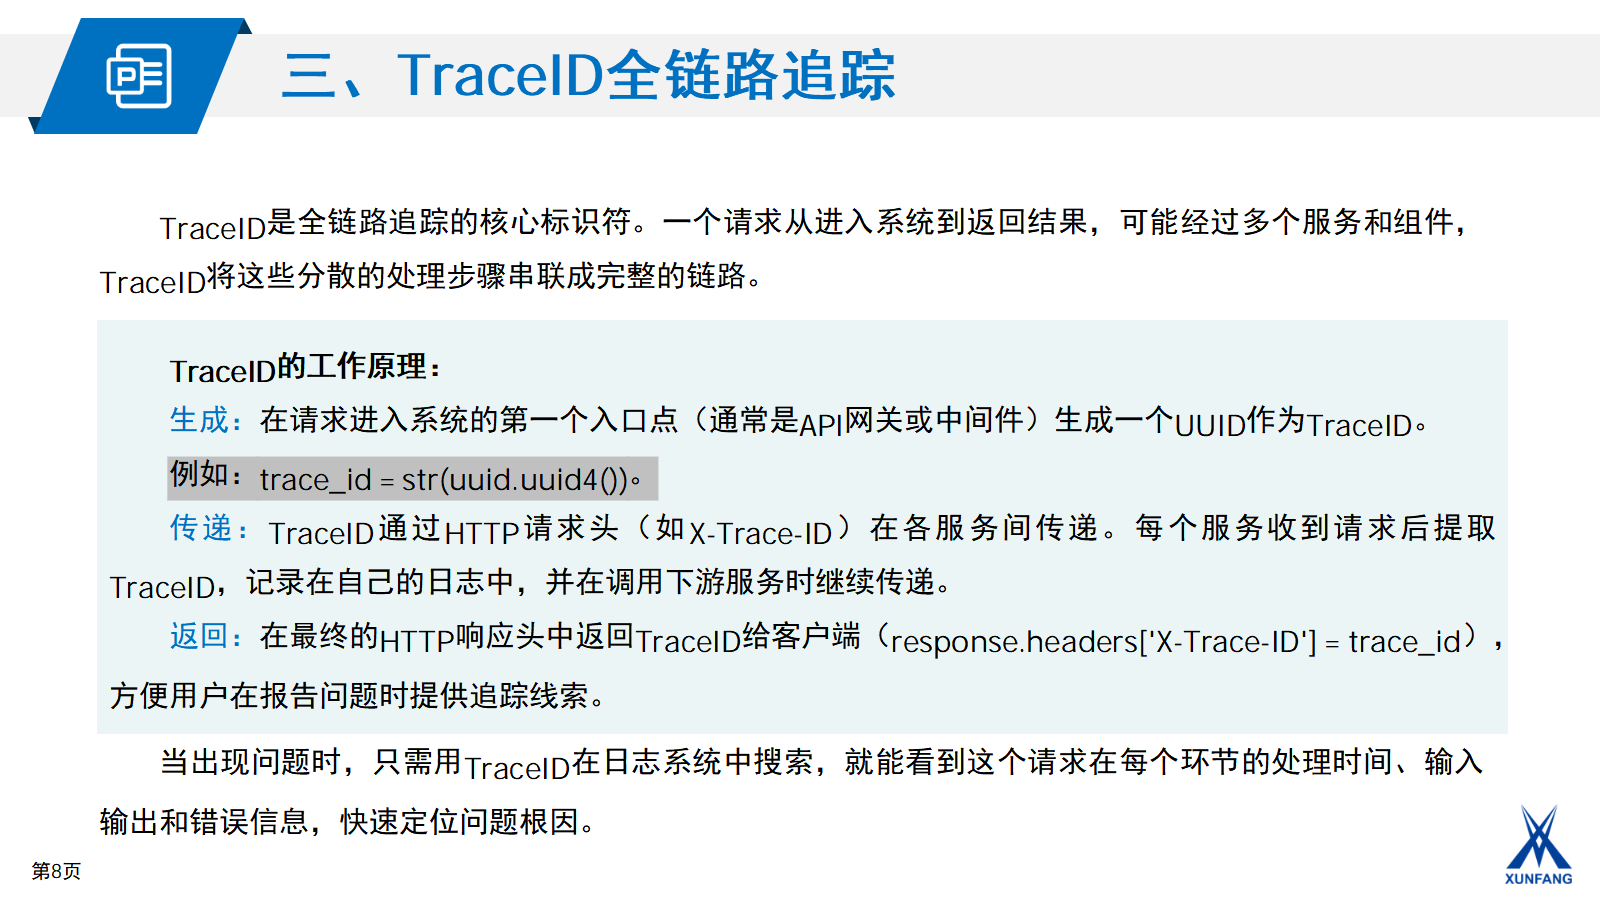 三、TraceID全链路追踪
TraceID是全链路追踪的核心标识符。一个请求从进入系统到返回结果，可能经过多个服务和组件，
TraceID将这些分散的处理步骤串联成完整的链路。
TraceID的工作原理：
生成：在请求进入系统的第一个入口点（通常是API网关或中间件）生成一个UUID作为TraceID。
例如：trace_id = str(uuid.uuid4())。
传递：TraceID通过HTTP请求头（如X-Trace-ID）在各服务间传递。每个服务收到请求后提取
TraceID，记录在自己的日志中，并在调用下游服务时继续传递。
返回：在最终的HTTP响应头中返回TraceID给客户端（response.headers['X-Trace-ID'] = trace_id），
方便用户在报告问题时提供追踪线索。
当出现问题时，只需用TraceID在日志系统中搜索，就能看到这个请求在每个环节的处理时间、输入
输出和错误信息，快速定位问题根因。
第8页
XUNFANG